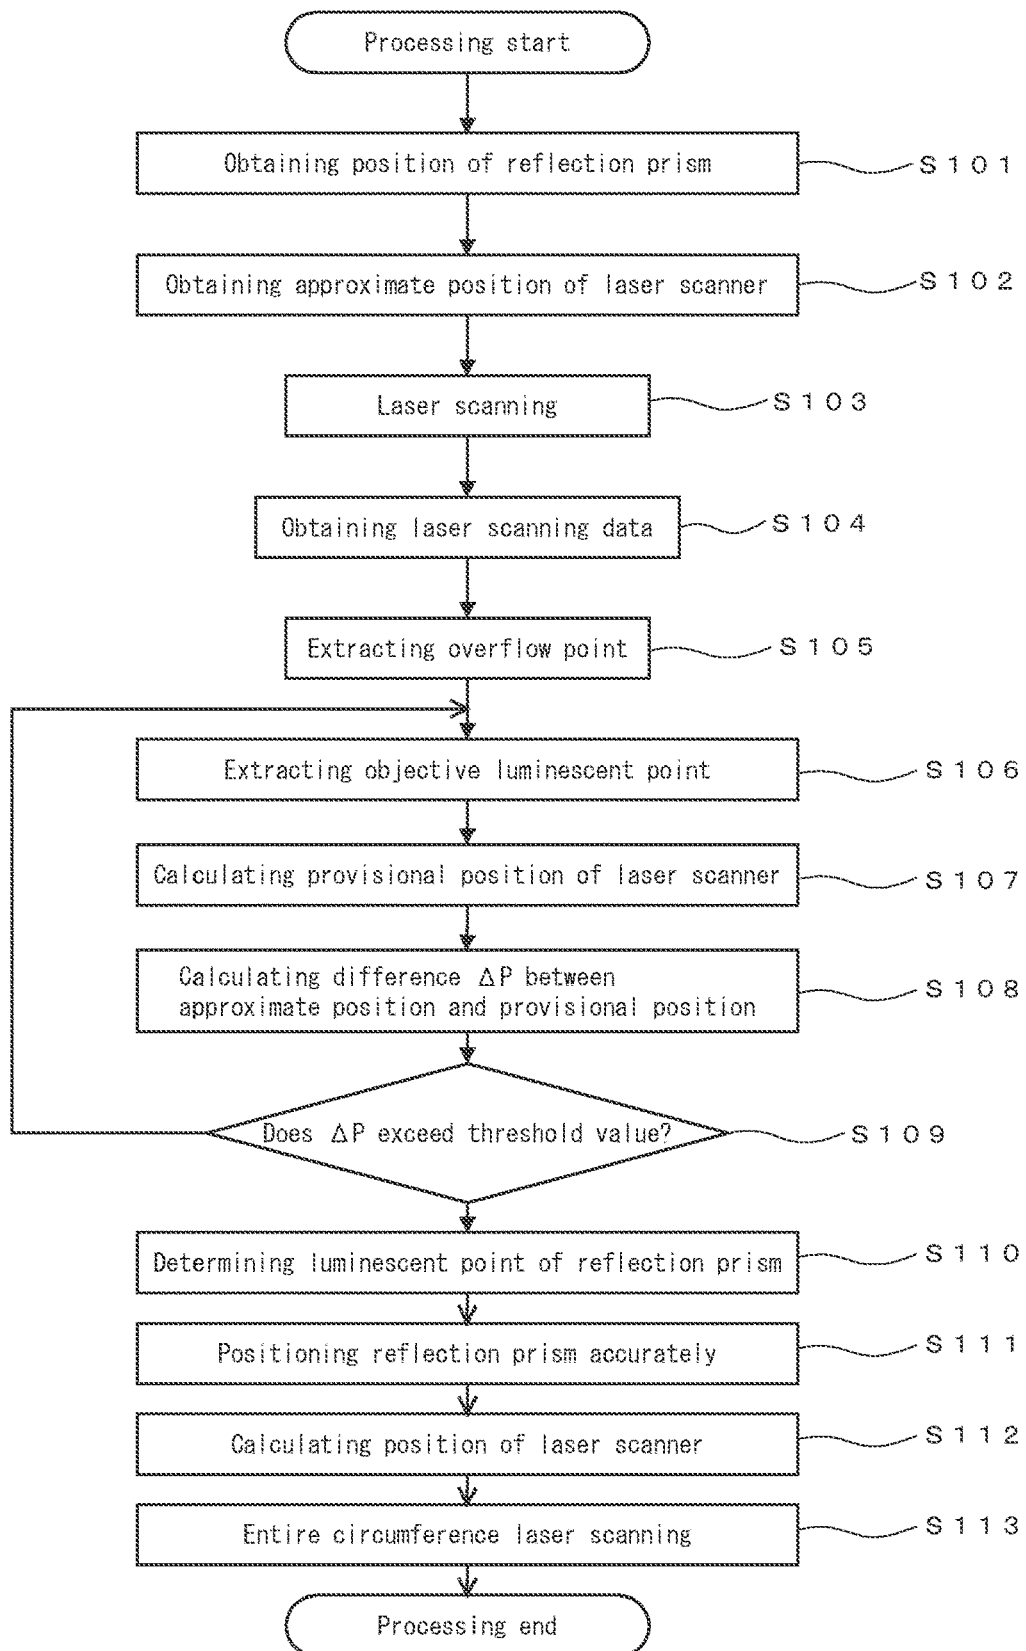 Processing start
Obtaining position of reflection prism
S101
Obtaining approximate position of laser scanner
S102
Laser scanning
S103
Obtaining laser scanning data
S104
Extracting overflow point
S105
Extracting objective luminescent point
S106
Calculating provisional position of laser scanner
S107
Calculating difference ΔP between
approximate position and provisional position
S108
Does ΔP exceed threshold value?
S109
Determining luminescent point of reflection prism
S110
Positioning reflection prism accurately
S111
Calculating position of laser scanner
S112
Entire circumference laser scanning
S113
Processing end